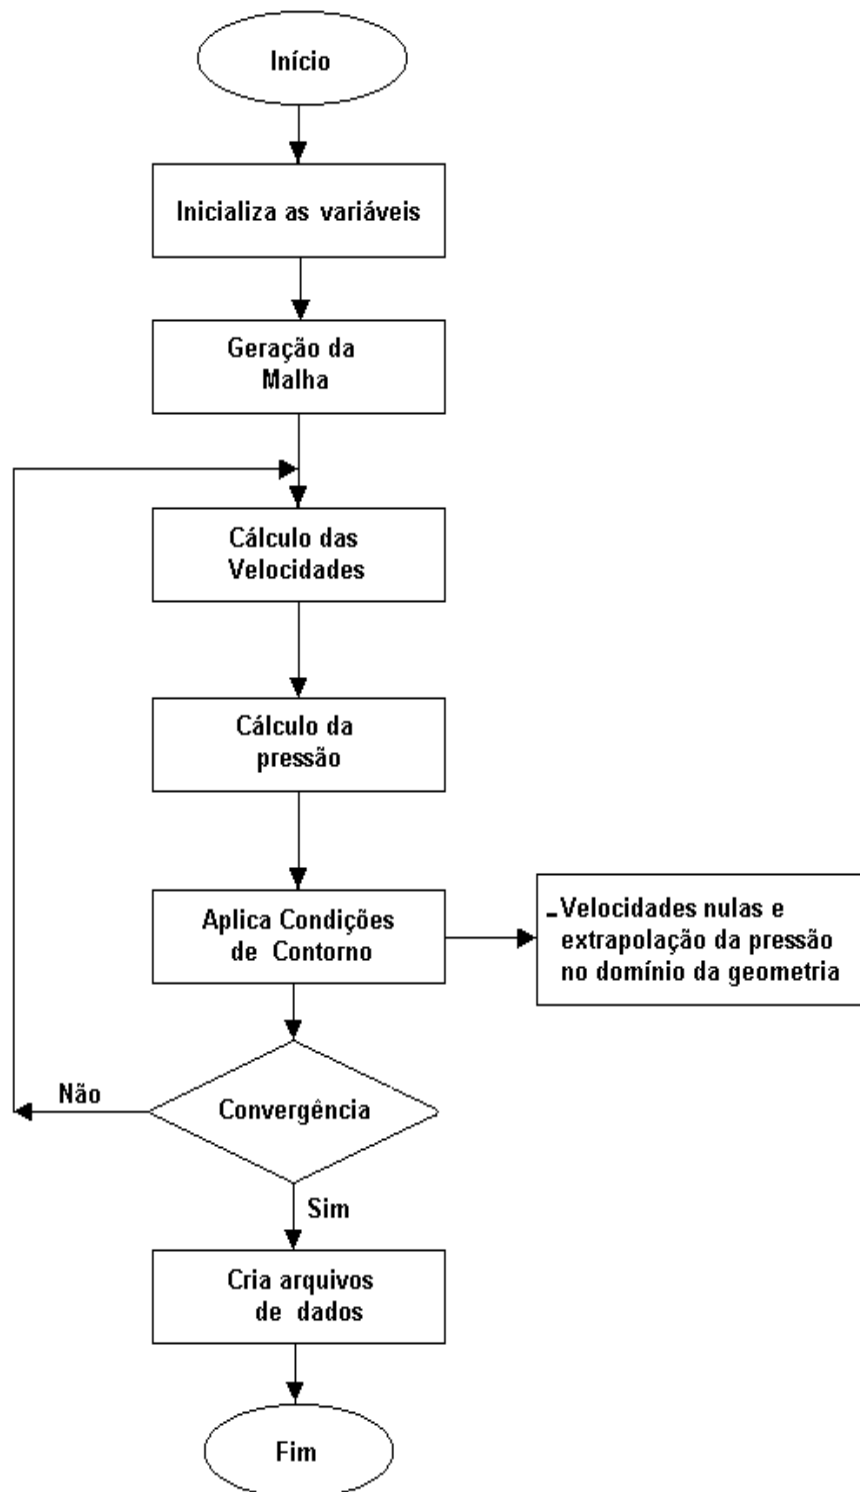 Início
Inicializa as variáveis
Geração da
Malha
Cálculo das
Velocidades
Cálculo da
pressão
Aplica Condições
de Contorno
-Velocidades nulas e
extrapolação da pressão
no domínio da geometria
Não
Convergência
Sim
Cria arquivos
de dados
Fim